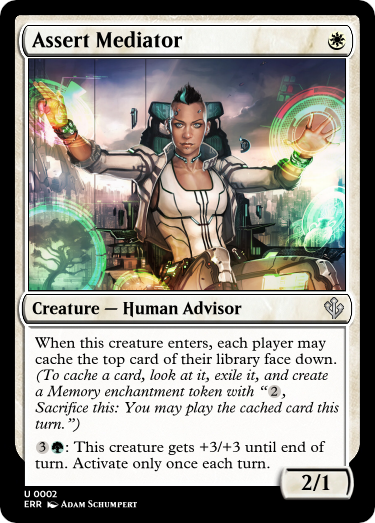 Assert Mediator
Creature — Human Advisor
When this creature enters, each player may
cache the top card of their library face down.
(To cache a card, look at it, exile it, and create
a Memory enchantment token with “2,
Sacrifice this: You may play the cached card this
turn.”)
3: This creature gets +3/+3 until end of
turn. Activate only once each turn.
2/1
U 0002
ERR Adam Schumpert